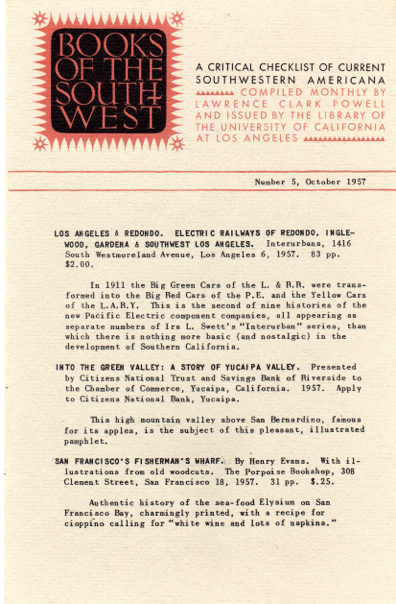 BOOKS
OF THE
SOUTH
WEST
A CRITICAL CHECKLIST OF CURRENT
SOUTHWESTERN AMERICANA
COMPILED MONTHLY BY
LAWRENCE CLARK POWELL
AND ISSUED BY THE LIBRARY OF
THE UNIVERSITY OF CALIFORNIA
AT LOS ANGELES
Number 5, October 1957
LOS ANGELES & REDONDO. ELECTRIC RAILWAYS OF REDONDO, INGLE-
WOOD, GARDENA & SOUTHWEST LOS ANGELES. Interurbans, 1416
South Westmoreland Avenue, Los Angeles 6, 1957. 83 pp.
$2.00.
In 1911 the Big Green Cars of the L. & R.R. were trans-
formed into the Big Red Cars of the P.E. and the Yellow Cars
of the L.A.R.Y. This is the second of nine histories of the
new Pacific Electric component companies, all appearing as
separate numbers of Ira L. Swett's "Interurban" series, than
which there is nothing more basic (and nostalgic) in the
development of Southern California.
INTO THE GREEN VALLEY: A STORY OF YUCAIPA VALLEY. Presented
by Citizens National Trust and Savings Bank of Riverside to
the Chamber of Commerce, Yucaipa, California. 1957. Apply
to Citizens National Bank, Yucaipa.
This high mountain valley above San Bernardino, famous
for its apples, is the subject of this pleasant, illustrated
pamphlet.
SAN FRANCISCO'S FISHERMAN'S WHARF. By Henry Evans. With il-
lustrations from old woodcuts. The Porpoise Bookshop, 308
Clement Street, San Francisco 18, 1957. 31 pp. $.25.
Authentic history of the sea-food Elysium on San
Francisco Bay, charmingly printed, with a recipe for
cioppino calling for "white wine and lots of napkins."